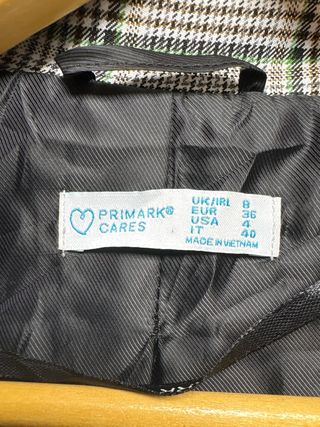 PRIMARK®
CARES
UK/IRL 8
EUR 36
USA 4
IT 40
MADE IN VIETNAM